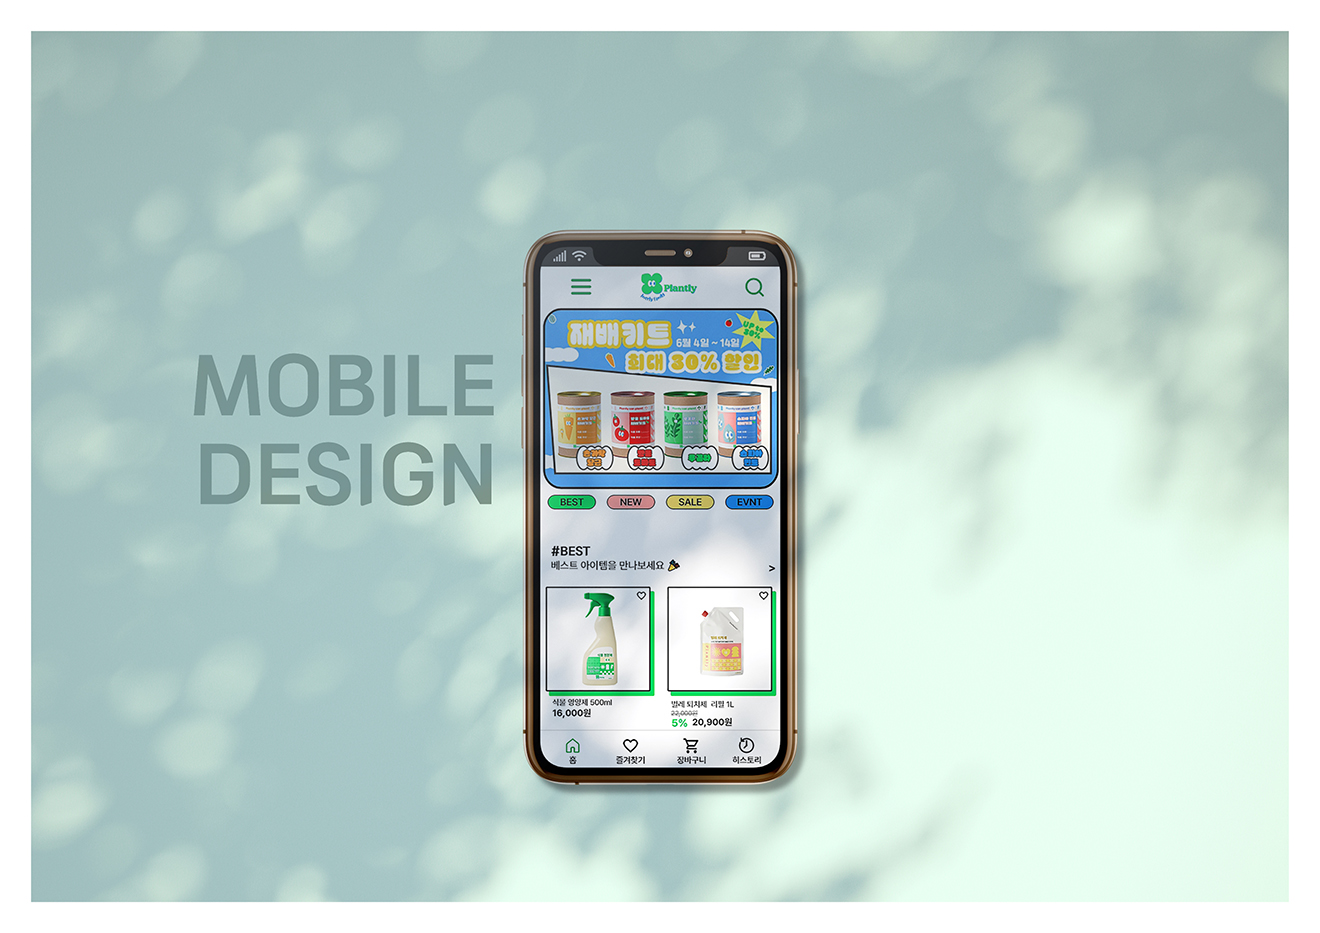 MOBILE
DESIGN
Plantly
재배키트
6월 4일 ~ 14일
UP to
30%
최대 30% 할인
루꼴라
BEST
NEW
SALE
EVNT
#BEST
베스트 아이템을 만나보세요
>
식물 영양제 500ml
16,000원
벌레 퇴치제 리필 1L
22,000원
5% 20,900원
홈
즐겨찾기
장바구니
히스토리